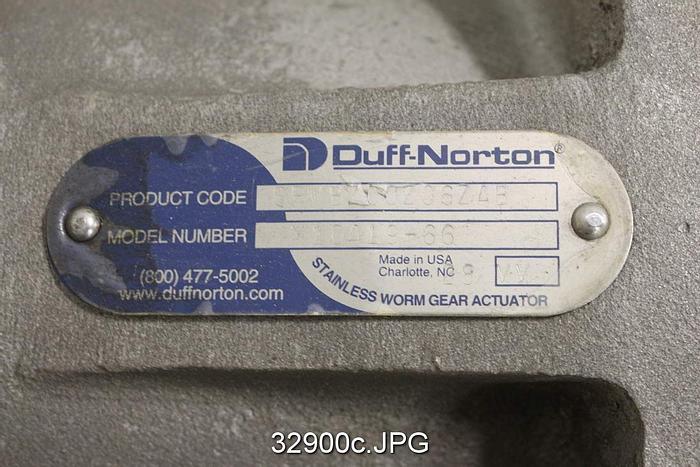 Duff-Norton®
PRODUCT CODE
MODEL NUMBER
Made in USA
Charlotte, NC
(800) 477-5002
www.duffnorton.com
STAINLESS WORM GEAR ACTUATOR
32900c.JPG